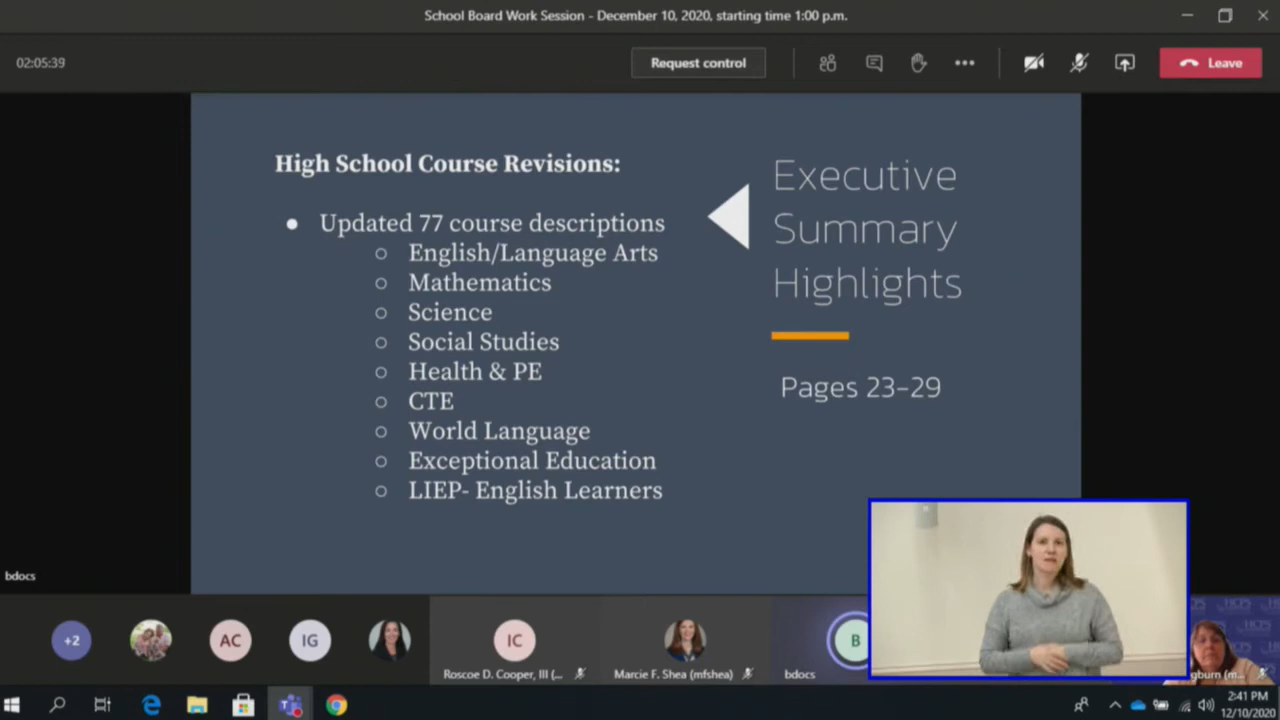 School Board Work Session - December 10, 2020, starting time 1:00 p.m.
02:05:39
Request control
Leave
High School Course Revisions:
Updated 77 course descriptions
English/Language Arts
Mathematics
Science
Social Studies
Health & PE
CTE
World Language
Exceptional Education
LIEP- English Learners
Executive
Summary
Highlights
Pages 23-29
bdocs
+2
AC
IG
IC
Roscoe D. Cooper, III (...
Marcie F. Shea (mfshea)
B
bdocs
HCPS
gburn (m...
2:41 PM
12/10/2020